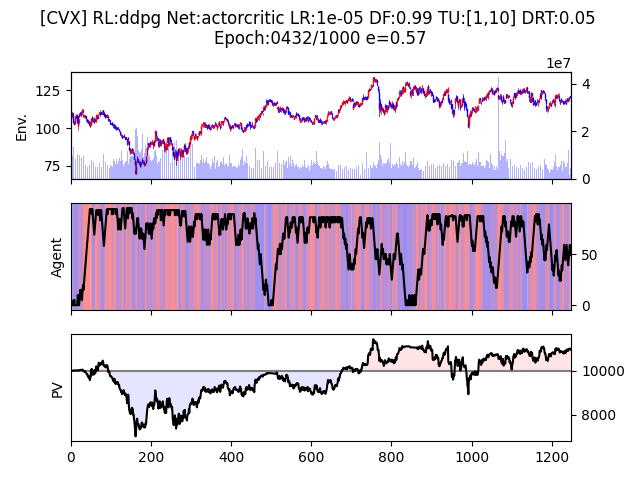 [CVX] RL:ddpg Net:actorcritic LR:1e-05 DF:0.99 TU:[1,10] DRT:0.05
Epoch:0432/1000 e=0.57
1e7
Env.
125
100
75
4
2
0
Agent
50
0
PV
10000
8000
0 200 400 600 800 1000 1200